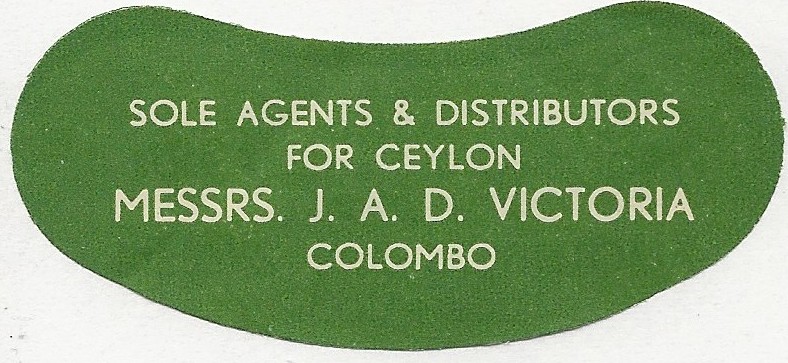 SOLE AGENTS & DISTRIBUTORS
FOR CEYLON
MESSRS. J. A. D. VICTORIA
COLOMBO